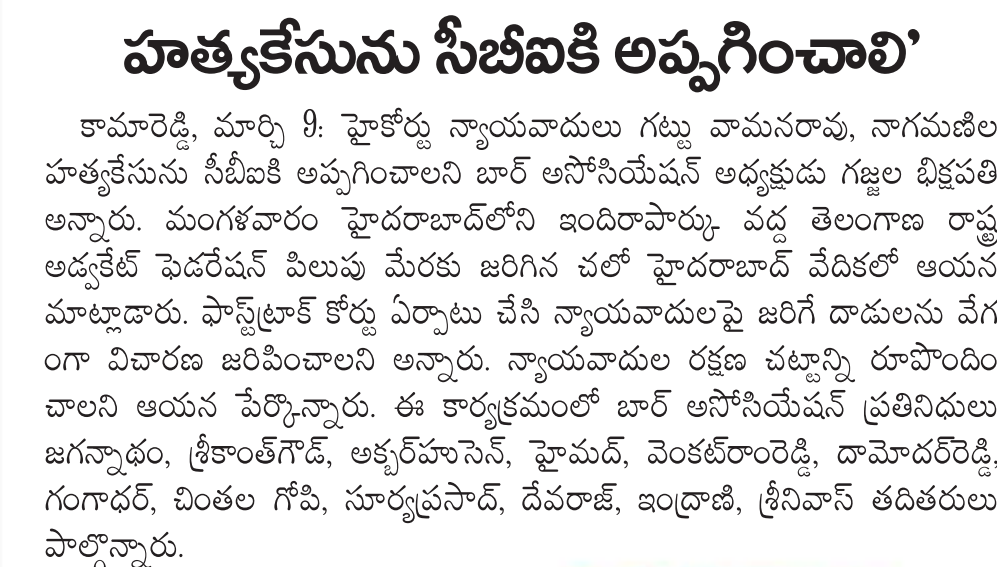 హత్యకేసును సీబీఐకి అప్పగించాలి’
కామారెడ్డి, మార్చి 9: హైకోర్టు న్యాయవాదులు గట్టు వామనరావు, నాగమణిల
హత్యకేసును సీబీఐకి అప్పగించాలని బార్ అసోసియేషన్ అధ్యక్షుడు గజ్జల భిక్షపతి
అన్నారు. మంగళవారం హైదరాబాద్‌లోని ఇందిరాపార్కు వద్ద తెలంగాణ రాష్ట్ర
అడ్వకేట్ ఫెడరేషన్ పిలుపు మేరకు జరిగిన చలో హైదరాబాద్ వేదికలో ఆయన
మాట్లాడారు. ఫాస్ట్‌ట్రాక్ కోర్టు ఏర్పాటు చేసి న్యాయవాదులపై జరిగే దాడులను వేగ
ంగా విచారణ జరిపించాలని అన్నారు. న్యాయవాదుల రక్షణ చట్టాన్ని రూపొందిం
చాలని ఆయన పేర్కొన్నారు. ఈ కార్యక్రమంలో బార్ అసోసియేషన్ ప్రతినిధులు
జగన్నాథం, శ్రీకాంత్‌గౌడ్, అక్బర్‌హుసెన్, హైమద్, వెంకట్‌రాంరెడ్డి, దామోదర్‌రెడ్డి,
గంగాధర్, చింతల గోపి, సూర్యప్రసాద్, దేవరాజ్, ఇంద్రాణి, శ్రీనివాస్ తదితరులు
పాల్గొన్నారు.